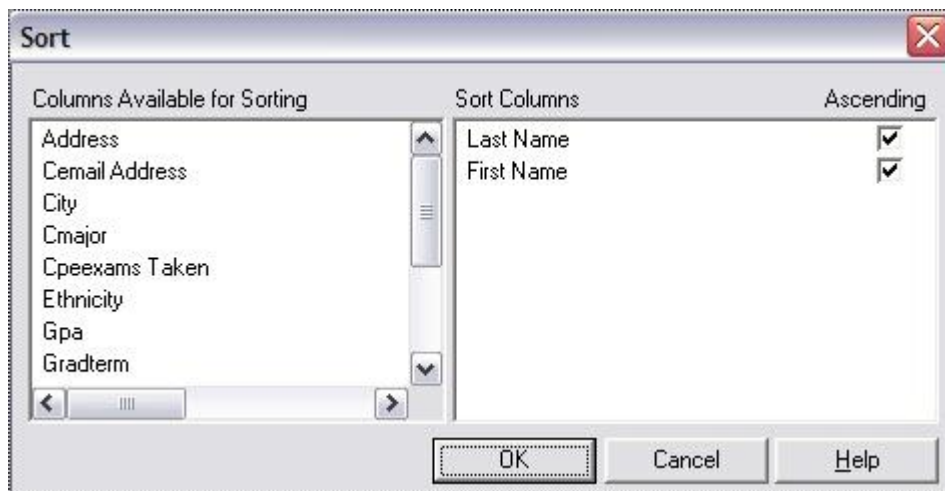 Sort
Columns Available for Sorting
Sort Columns
Ascending
Address
Cemail Address
City
Cmajor
Cpeexams Taken
Ethnicity
Gpa
Gradterm
Last Name
First Name
OK
Cancel
Help